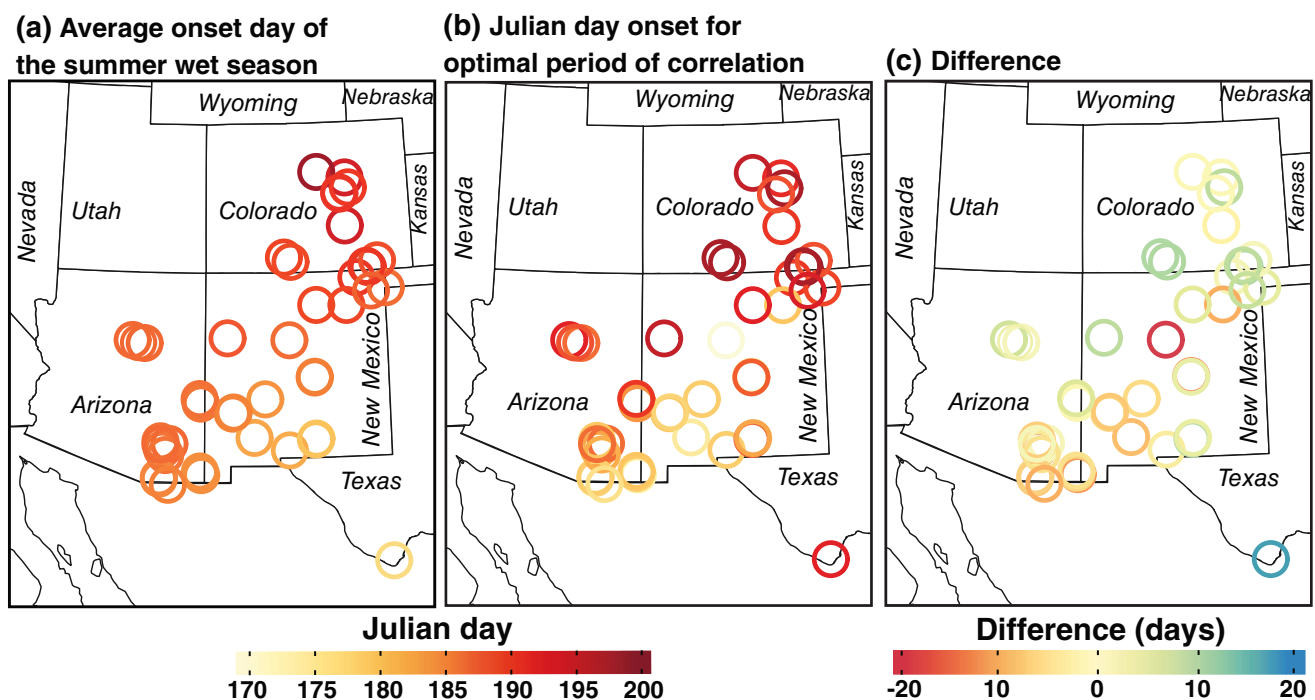 (a) Average onset day of
the summer wet season
(b) Julian day onset for
optimal period of correlation
(c) Difference
Wyoming
Nebraska
Nevada
Utah
Colorado
Kansas
Arizona
New Mexico
Texas
Wyoming
Nebraska
Nevada
Utah
Colorado
Kansas
Arizona
New Mexico
Texas
Wyoming
Nebraska
Nevada
Utah
Colorado
Kansas
Arizona
New Mexico
Texas
Julian day
170 175 180 185 190 195 200
Difference (days)
-20 10 0 10 20